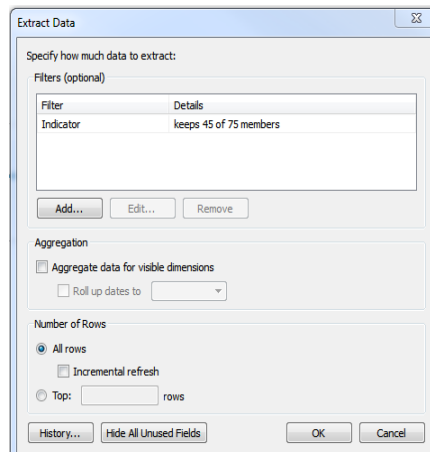 Extract Data
Specify how much data to extract:
Filters (optional)
Filter Details
Indicator keeps 45 of 75 members
Add... Edit... Remove
Aggregation
Aggregate data for visible dimensions
Roll up dates to
Number of Rows
All rows
Incremental refresh
Top: rows
History... Hide All Unused Fields OK Cancel